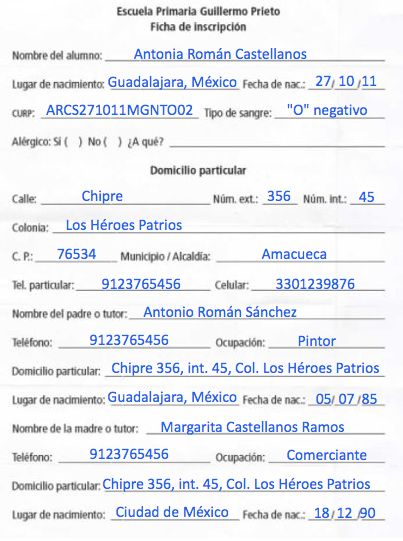 Escuela Primaria Guillermo Prieto
Ficha de inscripción
Nombre del alumno: Antonia Román Castellanos
Lugar de nacimiento: Guadalajara, México Fecha de nac.: 27/ 10 /11
CURP: ARCS271011MGNTO02 Tipo de sangre: "O" negativo
Alérgico: Sí ( ) No ( ) ¿A qué?
Domicilio particular
Calle: Chipre Núm. ext.: 356 Núm. int.: 45
Colonia: Los Héroes Patrios
C. P.: 76534 Municipio / Alcaldía: Amacueca
Tel. particular: 9123765456 Celular: 3301239876
Nombre del padre o tutor: Antonio Román Sánchez
Teléfono: 9123765456 Ocupación: Pintor
Domicilio particular: Chipre 356, int. 45, Col. Los Héroes Patrios
Lugar de nacimiento: Guadalajara, México Fecha de nac.: 05/ 07 /85
Nombre de la madre o tutor: Margarita Castellanos Ramos
Teléfono: 9123765456 Ocupación: Comerciante
Domicilio particular: Chipre 356, int. 45, Col. Los Héroes Patrios
Lugar de nacimiento: Ciudad de México Fecha de nac.: 18/ 12 /90